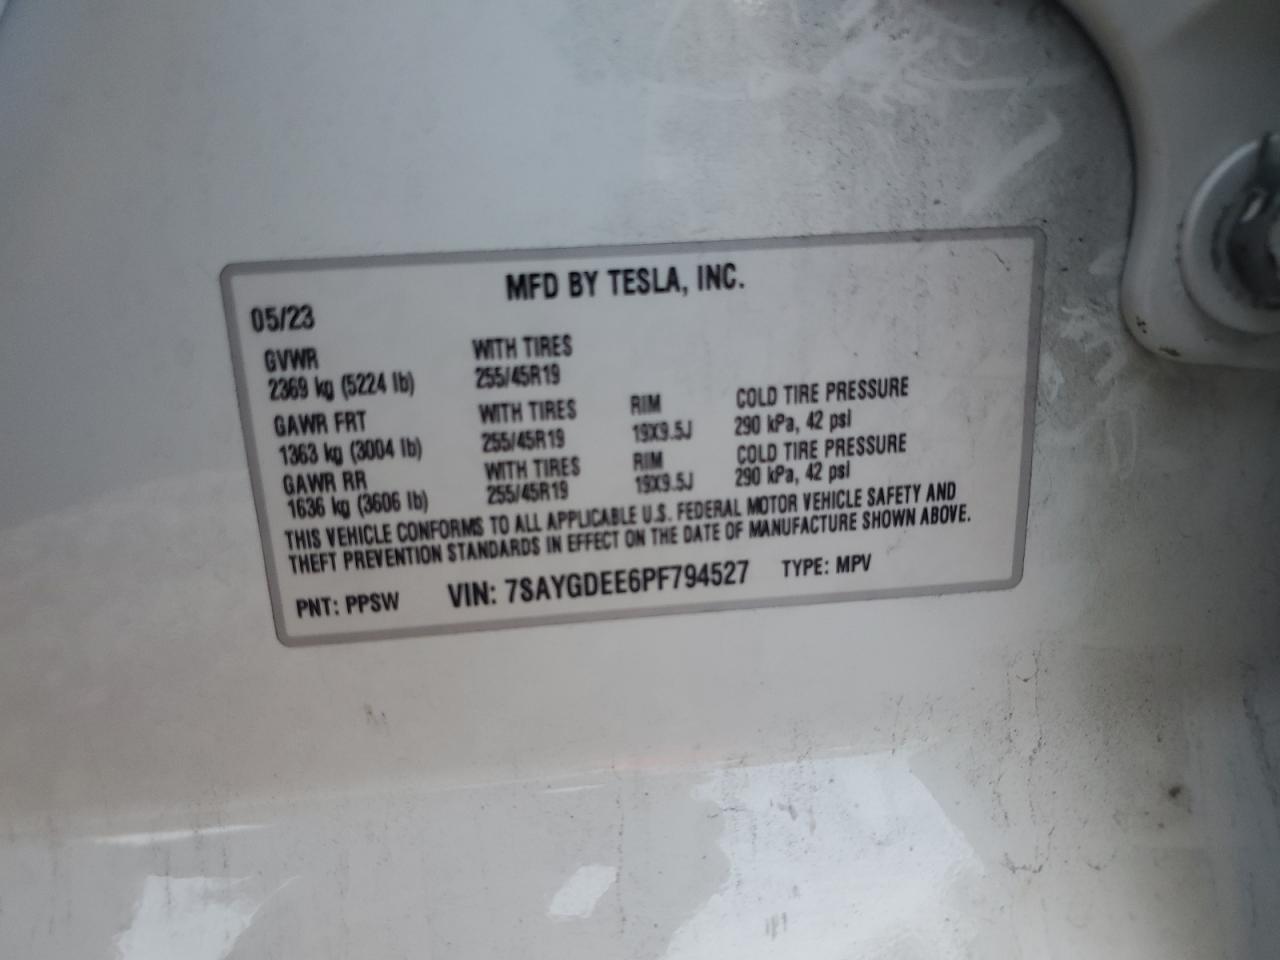 MFD BY TESLA, INC.
05/23
GVWR WITH TIRES
2369 kg (5224 lb) 255/45R19
GAWR FRT WITH TIRES RIM COLD TIRE PRESSURE
1363 kg (3004 lb) 255/45R19 19X9.5J 290 kPa, 42 psi
GAWR RR WITH TIRES RIM COLD TIRE PRESSURE
1636 kg (3606 lb) 255/45R19 19X9.5J 290 kPa, 42 psi
THIS VEHICLE CONFORMS TO ALL APPLICABLE U.S. FEDERAL MOTOR VEHICLE SAFETY AND
THEFT PREVENTION STANDARDS IN EFFECT ON THE DATE OF MANUFACTURE SHOWN ABOVE.
PNT: PPSW VIN: 7SAYGDEE6PF794527 TYPE: MPV